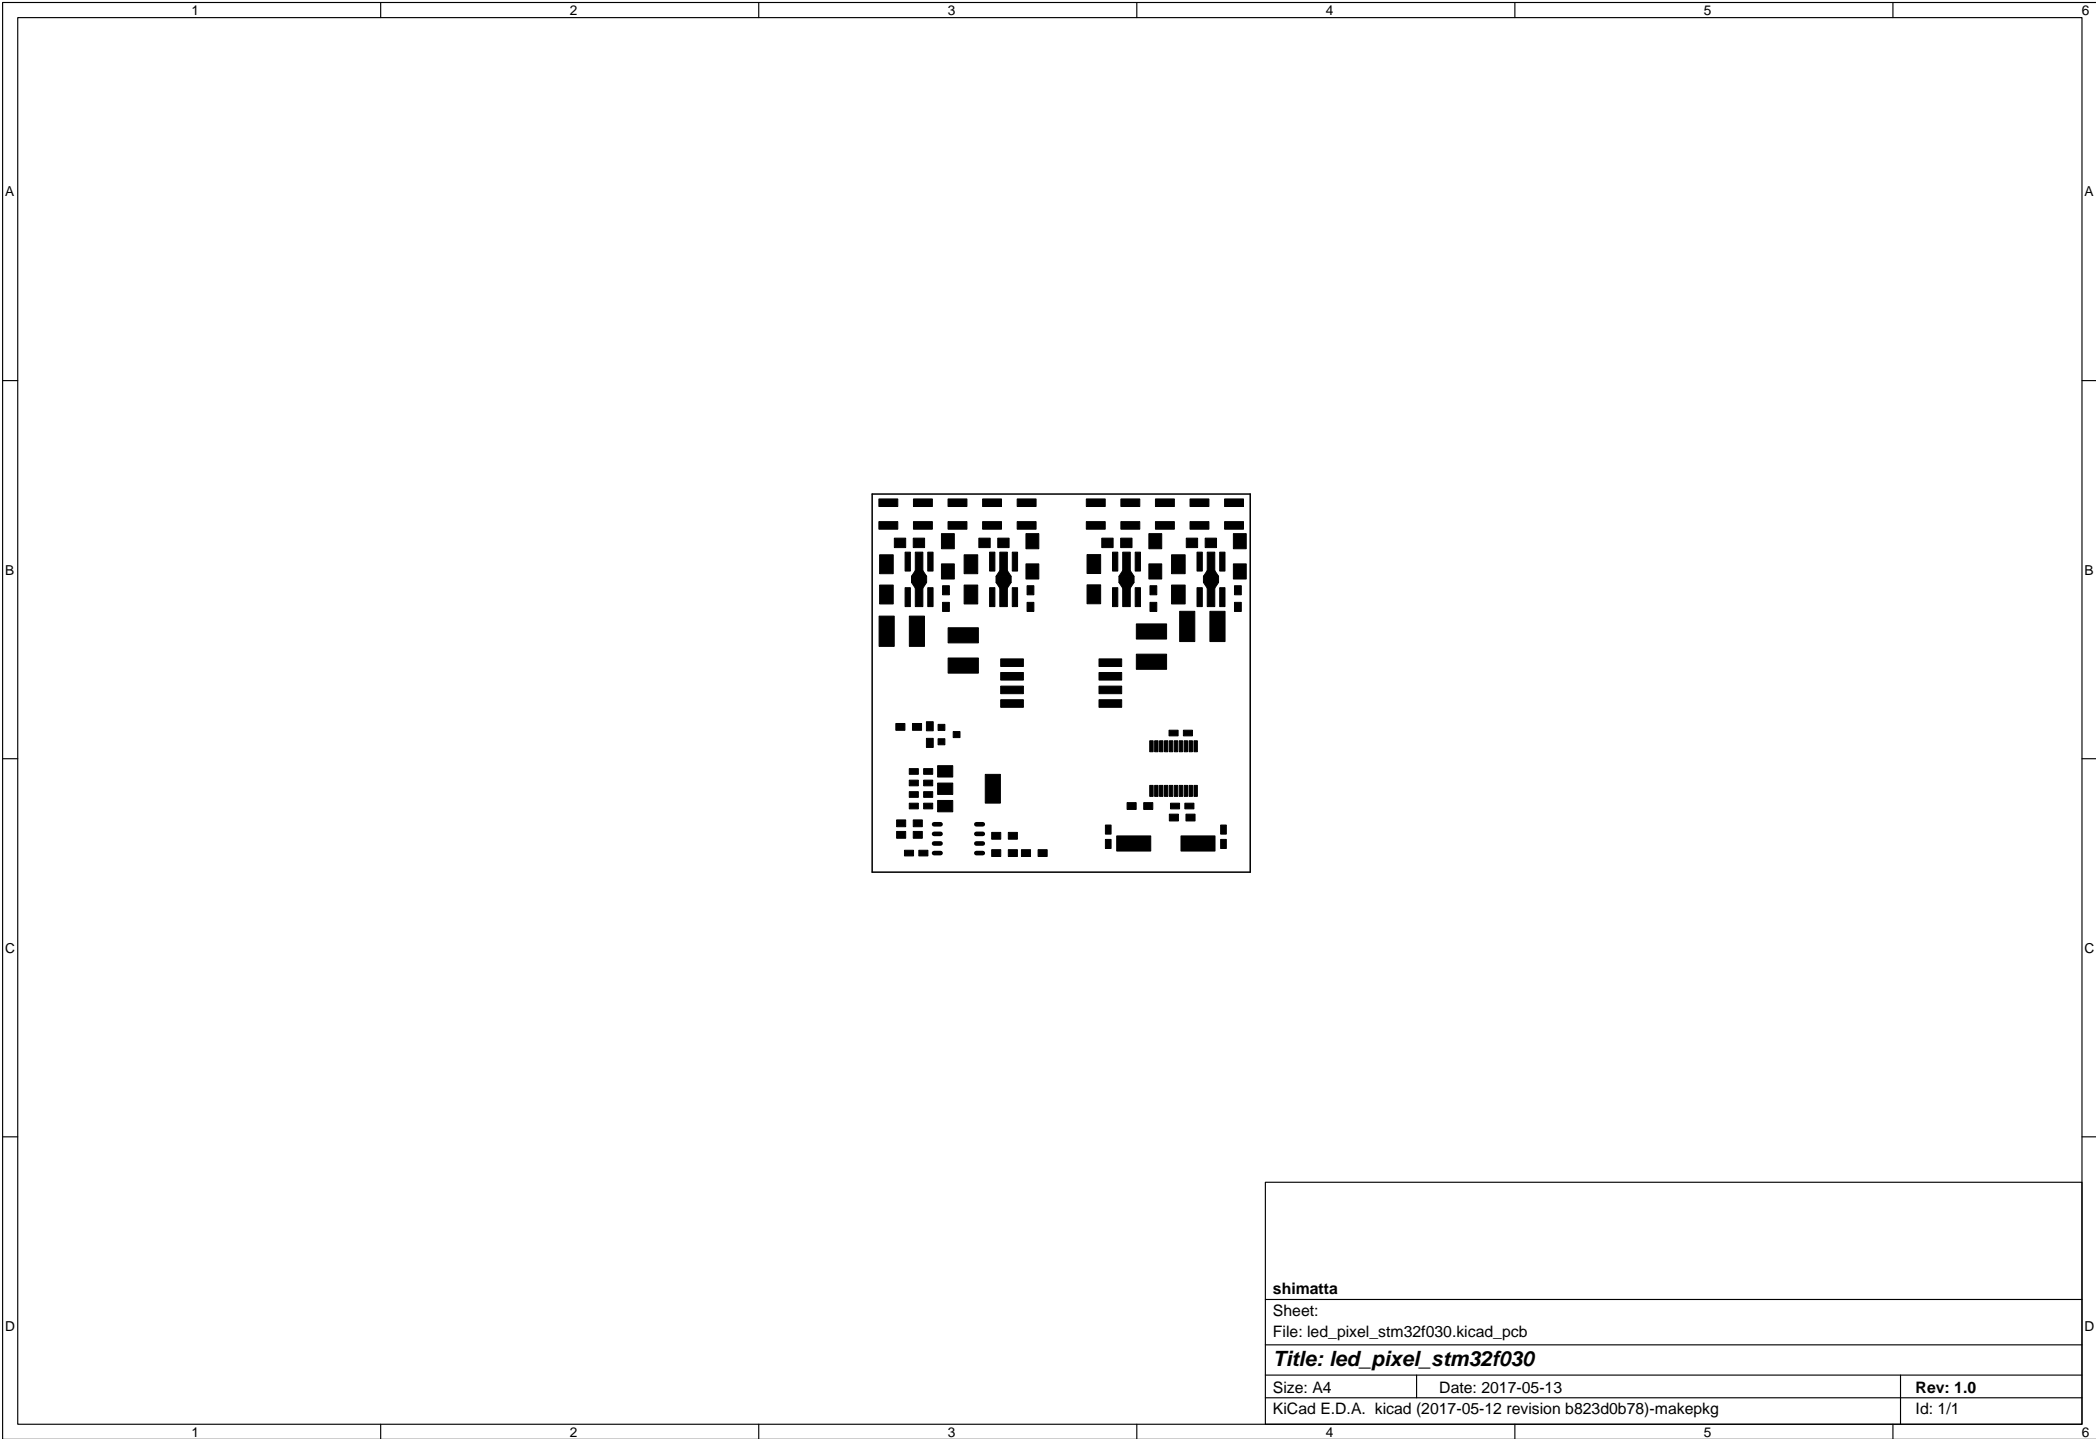 1 2 3 4 5 6
A A
B B
C C
D D
shimatta
Sheet:
File: led_pixel_stm32f030.kicad_pcb
Title: led_pixel_stm32f030
Size: A4 Date: 2017-05-13 Rev: 1.0
KiCad E.D.A. kicad (2017-05-12 revision b823d0b78)-makepkg Id: 1/1
1 2 3 4 5 6